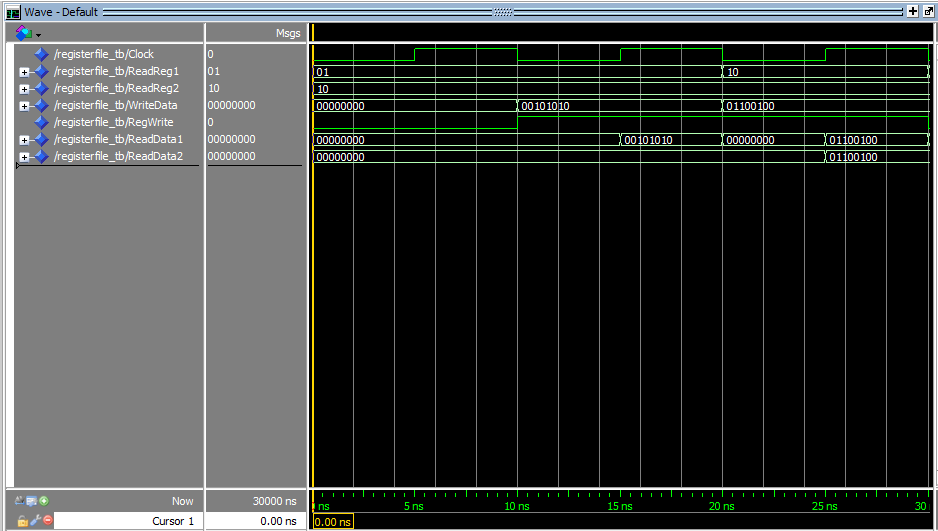 Wave - Default
Msgs
/registerfile_tb/Clock 0
/registerfile_tb/ReadReg1 01 01 10
/registerfile_tb/ReadReg2 10 10
/registerfile_tb/WriteData 00000000 00000000 00101010 01100100
/registerfile_tb/RegWrite 0
/registerfile_tb/ReadData1 00000000 00000000 00101010 00000000 01100100
/registerfile_tb/ReadData2 00000000 00000000 01100100
Now 30000 ns ns 5 ns 10 ns 15 ns 20 ns 25 ns 30
Cursor 1 0.00 ns 0.00 ns